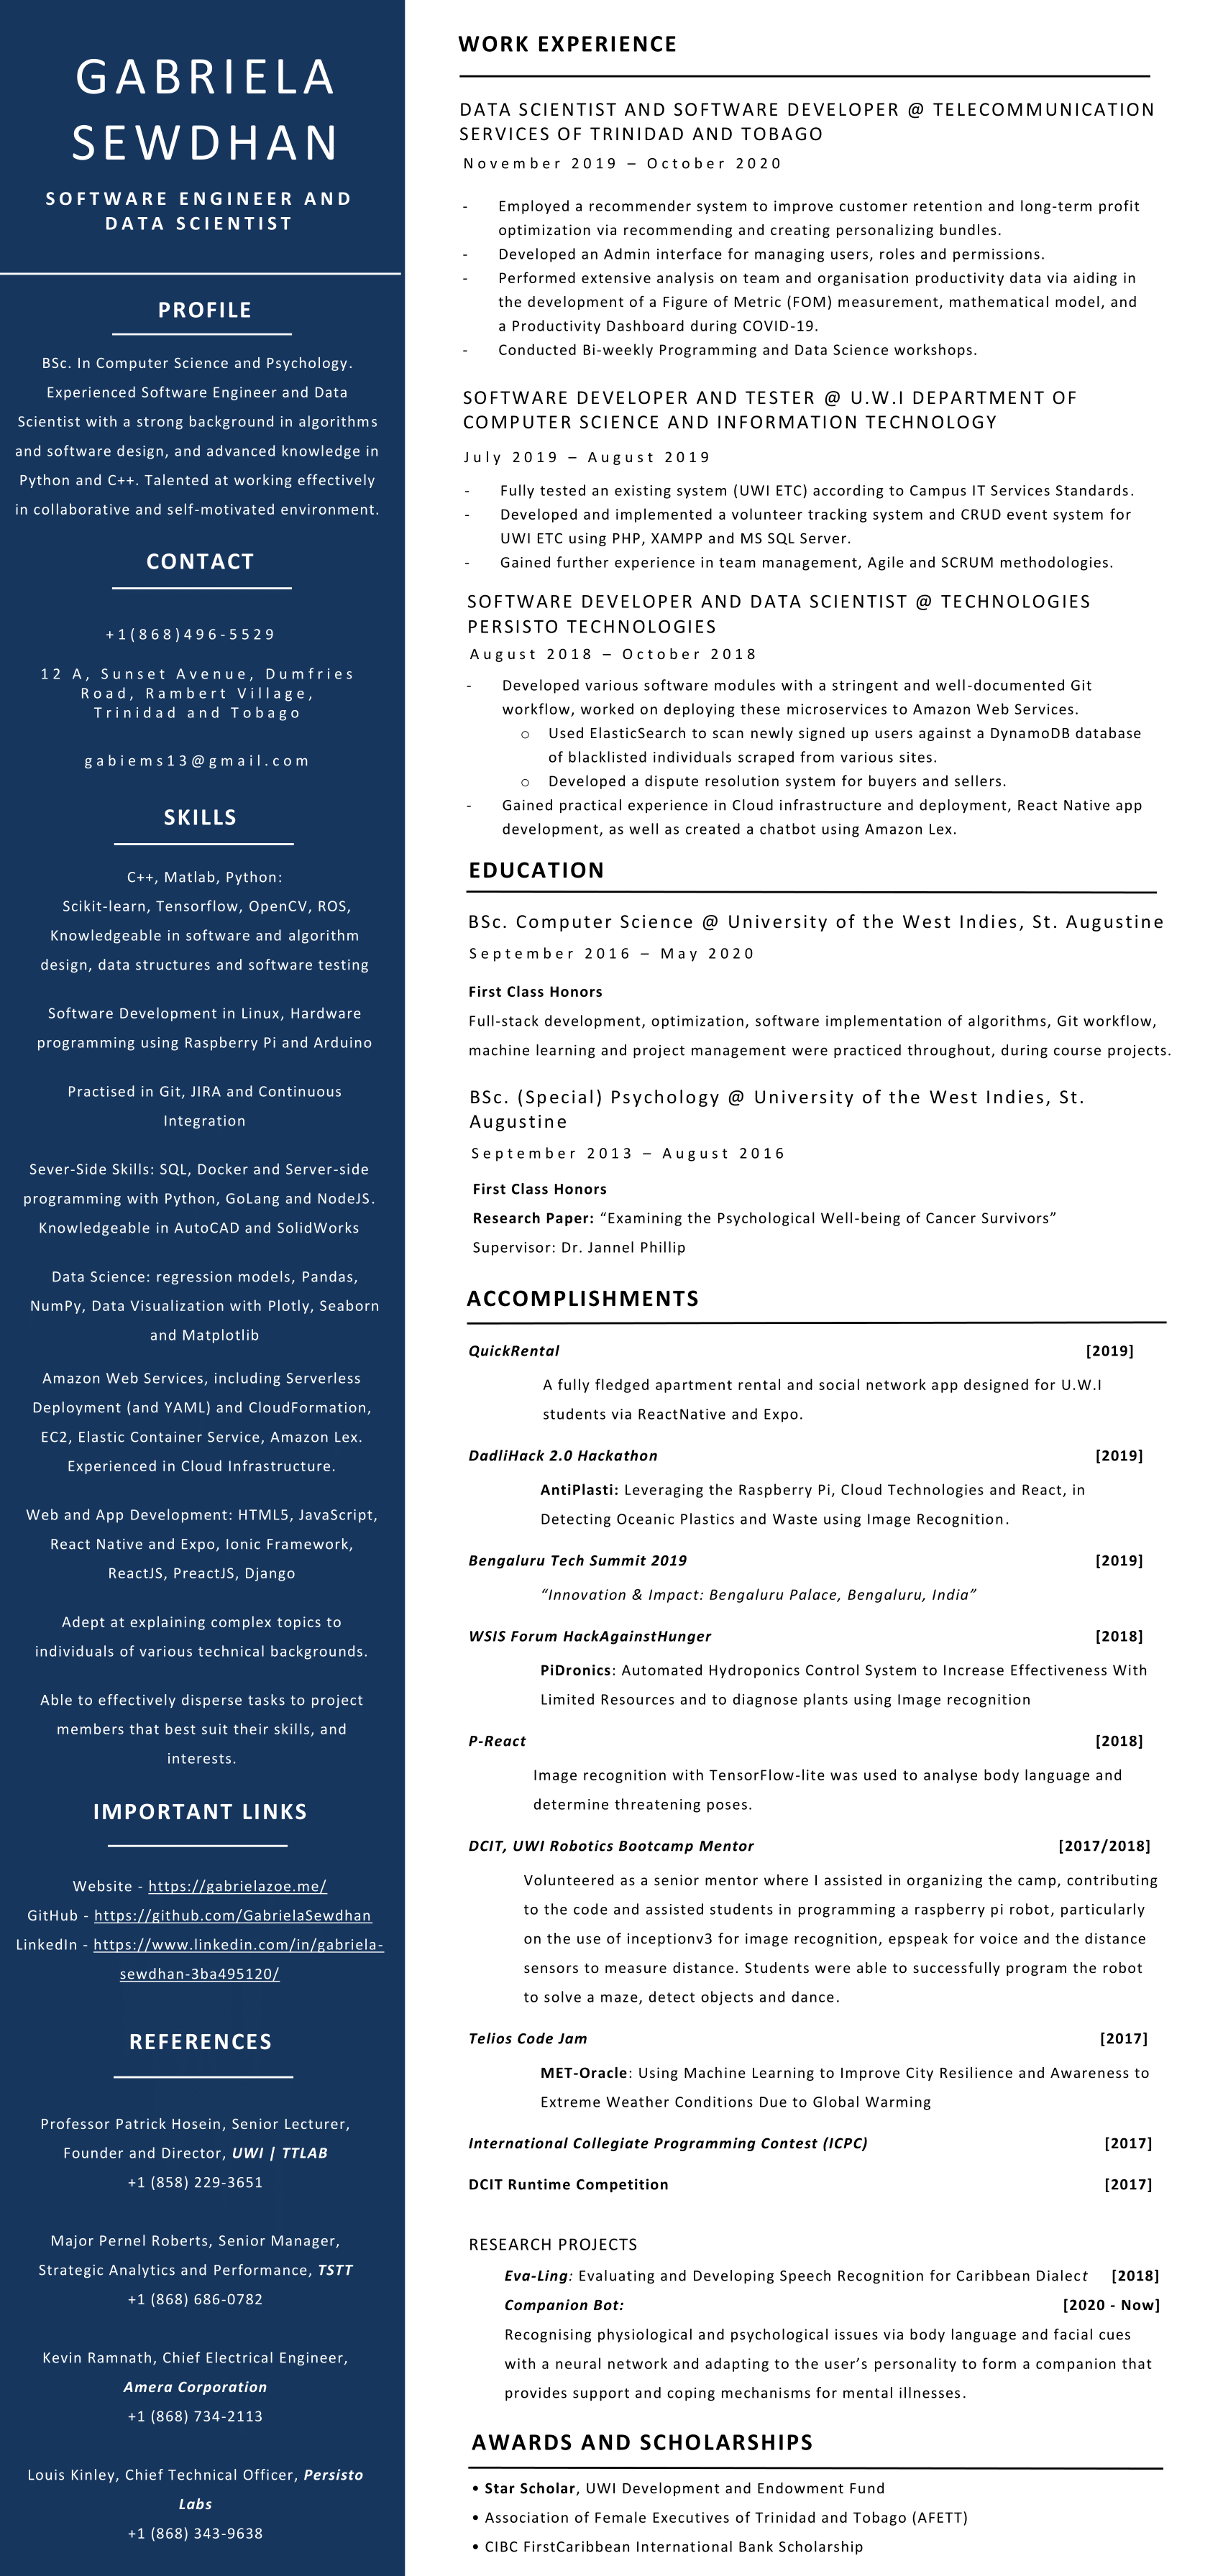 GABRIELA
SEWDHAN
SOFTWARE ENGINEER AND
DATA SCIENTIST
PROFILE
BSc. In Computer Science and Psychology.
Experienced Software Engineer and Data
Scientist with a strong background in algorithms
and software design, and advanced knowledge in
Python and C++. Talented at working effectively
in collaborative and self-motivated environment.
CONTACT
+1(868)496-5529
12 A, Sunset Avenue, Dumfries
Road, Rambert Village,
Trinidad and Tobago
gabiems13@gmail.com
SKILLS
C++, Matlab, Python:
Scikit-learn, Tensorflow, OpenCV, ROS,
Knowledgeable in software and algorithm
design, data structures and software testing
Software Development in Linux, Hardware
programming using Raspberry Pi and Arduino
Practised in Git, JIRA and Continuous
Integration
Sever-Side Skills: SQL, Docker and Server-side
programming with Python, GoLang and NodeJS.
Knowledgeable in AutoCAD and SolidWorks
Data Science: regression models, Pandas,
NumPy, Data Visualization with Plotly, Seaborn
and Matplotlib
Amazon Web Services, including Serverless
Deployment (and YAML) and CloudFormation,
EC2, Elastic Container Service, Amazon Lex.
Experienced in Cloud Infrastructure.
Web and App Development: HTML5, JavaScript,
React Native and Expo, Ionic Framework,
ReactJS, PreactJS, Django
Adept at explaining complex topics to
individuals of various technical backgrounds.
Able to effectively disperse tasks to project
members that best suit their skills, and
interests.
IMPORTANT LINKS
Website - https://gabrielazoe.me/
GitHub - https://github.com/GabrielaSewdhan
LinkedIn - https://www.linkedin.com/in/gabriela-
sewdhan-3ba495120/
REFERENCES
Professor Patrick Hosein, Senior Lecturer,
Founder and Director, UWI | TTLAB
+1 (858) 229-3651
Major Pernel Roberts, Senior Manager,
Strategic Analytics and Performance, TSTT
+1 (868) 686-0782
Kevin Ramnath, Chief Electrical Engineer,
Amera Corporation
+1 (868) 734-2113
Louis Kinley, Chief Technical Officer, Persisto
Labs
+1 (868) 343-9638
WORK EXPERIENCE
DATA SCIENTIST AND SOFTWARE DEVELOPER @ TELECOMMUNICATION
SERVICES OF TRINIDAD AND TOBAGO
November 2019 – October 2020
- Employed a recommender system to improve customer retention and long-term profit
optimization via recommending and creating personalizing bundles.
- Developed an Admin interface for managing users, roles and permissions.
- Performed extensive analysis on team and organisation productivity data via aiding in
the development of a Figure of Metric (FOM) measurement, mathematical model, and
a Productivity Dashboard during COVID-19.
- Conducted Bi-weekly Programming and Data Science workshops.
SOFTWARE DEVELOPER AND TESTER @ U.W.I DEPARTMENT OF
COMPUTER SCIENCE AND INFORMATION TECHNOLOGY
July 2019 – August 2019
- Fully tested an existing system (UWI ETC) according to Campus IT Services Standards.
- Developed and implemented a volunteer tracking system and CRUD event system for
UWI ETC using PHP, XAMPP and MS SQL Server.
- Gained further experience in team management, Agile and SCRUM methodologies.
SOFTWARE DEVELOPER AND DATA SCIENTIST @ TECHNOLOGIES
PERSISTO TECHNOLOGIES
August 2018 – October 2018
- Developed various software modules with a stringent and well-documented Git
workflow, worked on deploying these microservices to Amazon Web Services.
o Used ElasticSearch to scan newly signed up users against a DynamoDB database
of blacklisted individuals scraped from various sites.
o Developed a dispute resolution system for buyers and sellers.
- Gained practical experience in Cloud infrastructure and deployment, React Native app
development, as well as created a chatbot using Amazon Lex.
EDUCATION
BSc. Computer Science @ University of the West Indies, St. Augustine
September 2016 – May 2020
First Class Honors
Full-stack development, optimization, software implementation of algorithms, Git workflow,
machine learning and project management were practiced throughout, during course projects.
BSc. (Special) Psychology @ University of the West Indies, St.
Augustine
September 2013 – August 2016
First Class Honors
Research Paper: “Examining the Psychological Well-being of Cancer Survivors”
Supervisor: Dr. Jannel Phillip
ACCOMPLISHMENTS
QuickRental [2019]
A fully fledged apartment rental and social network app designed for U.W.I
students via ReactNative and Expo.
DadliHack 2.0 Hackathon [2019]
AntiPlasti: Leveraging the Raspberry Pi, Cloud Technologies and React, in
Detecting Oceanic Plastics and Waste using Image Recognition.
Bengaluru Tech Summit 2019 [2019]
“Innovation & Impact: Bengaluru Palace, Bengaluru, India”
WSIS Forum HackAgainstHunger [2018]
PiDronics: Automated Hydroponics Control System to Increase Effectiveness With
Limited Resources and to diagnose plants using Image recognition
P-React [2018]
Image recognition with TensorFlow-lite was used to analyse body language and
determine threatening poses.
DCIT, UWI Robotics Bootcamp Mentor [2017/2018]
Volunteered as a senior mentor where I assisted in organizing the camp, contributing
to the code and assisted students in programming a raspberry pi robot, particularly
on the use of inceptionv3 for image recognition, epspeak for voice and the distance
sensors to measure distance. Students were able to successfully program the robot
to solve a maze, detect objects and dance.
Telios Code Jam [2017]
MET-Oracle: Using Machine Learning to Improve City Resilience and Awareness to
Extreme Weather Conditions Due to Global Warming
International Collegiate Programming Contest (ICPC) [2017]
DCIT Runtime Competition [2017]
RESEARCH PROJECTS
Eva-Ling: Evaluating and Developing Speech Recognition for Caribbean Dialect [2018]
Companion Bot: [2020 - Now]
Recognising physiological and psychological issues via body language and facial cues
with a neural network and adapting to the user’s personality to form a companion that
provides support and coping mechanisms for mental illnesses.
AWARDS AND SCHOLARSHIPS
• Star Scholar, UWI Development and Endowment Fund
• Association of Female Executives of Trinidad and Tobago (AFETT)
• CIBC FirstCaribbean International Bank Scholarship